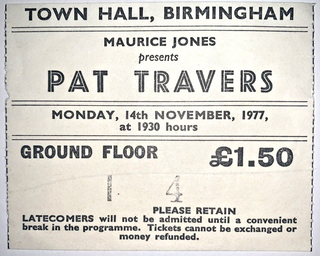 TOWN HALL, BIRMINGHAM
MAURICE JONES
presents
PAT TRAVERS
MONDAY, 14th NOVEMBER, 1977,
at 1930 hours
GROUND FLOOR £1.50
4
PLEASE RETAIN
LATECOMERS will not be admitted until a convenient
break in the programme. Tickets cannot be exchanged or
money refunded.